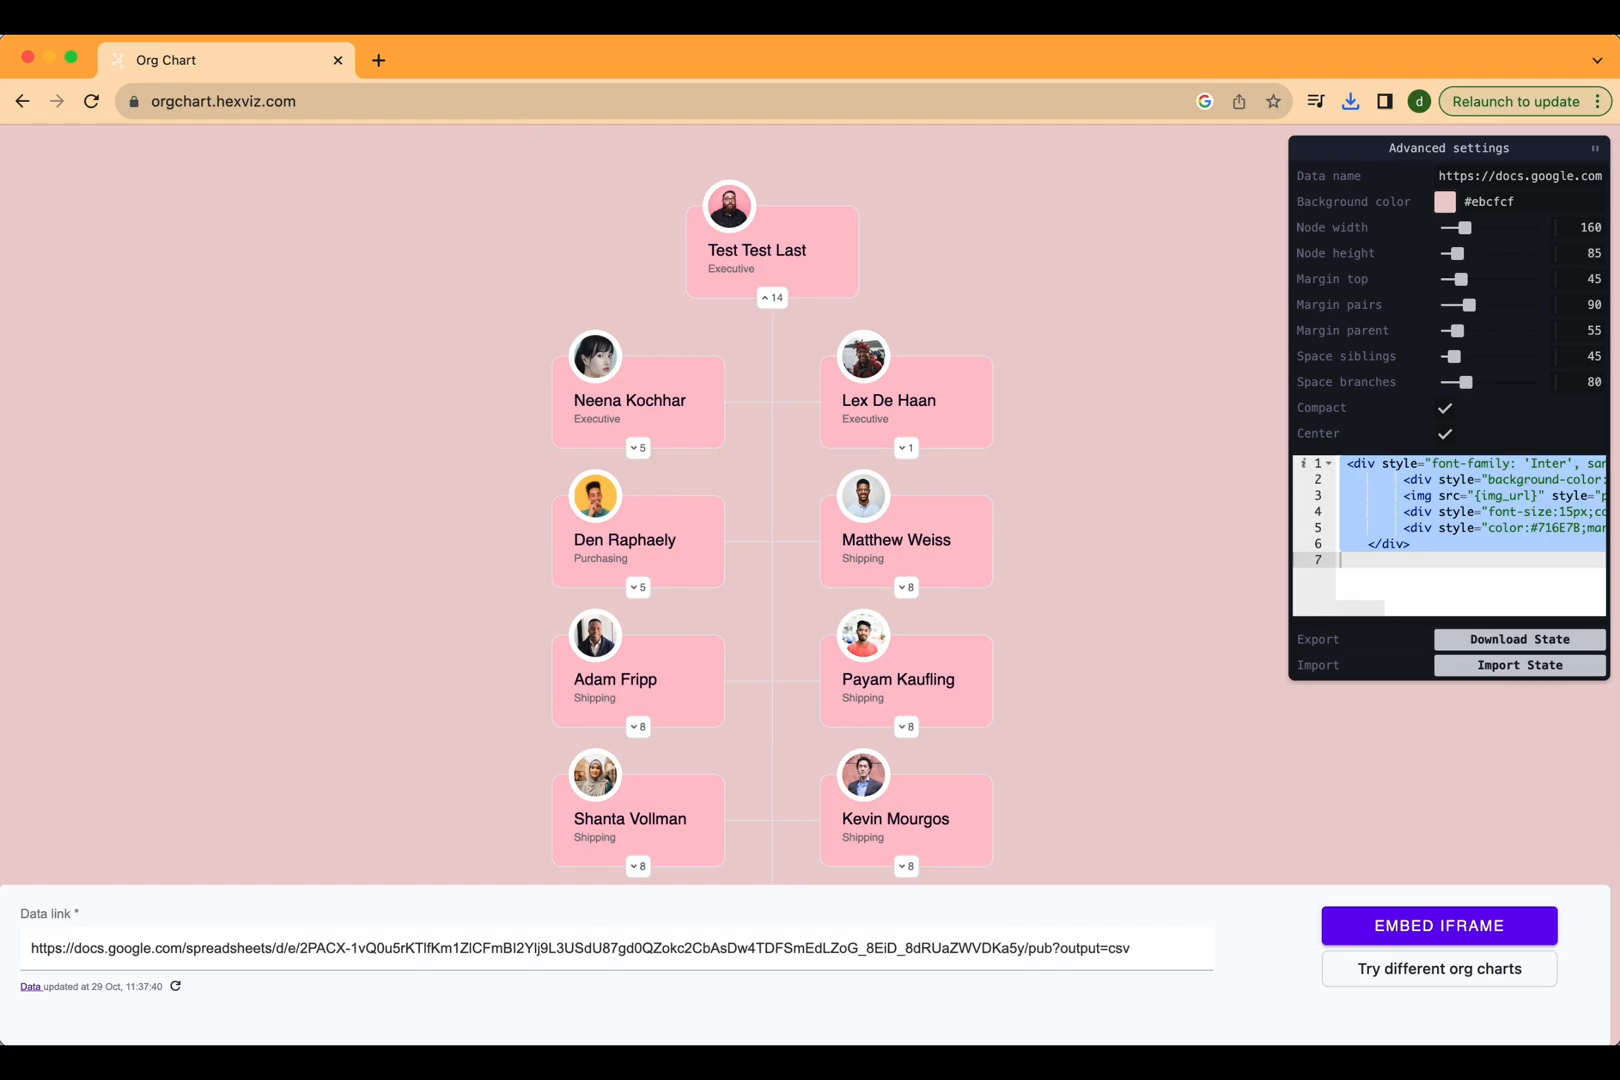 Org Chart
orgchart.hexviz.com
d
Relaunch to update
Test Test Last
Executive
14
Neena Kochhar
Executive
5
Lex De Haan
Executive
1
Den Raphaely
Purchasing
5
Matthew Weiss
Shipping
8
Adam Fripp
Shipping
8
Payam Kaufling
Shipping
8
Shanta Vollman
Shipping
8
Kevin Mourgos
Shipping
8
Advanced settings
Data name https://docs.google.com
Background color #ebcfcf
Node width 160
Node height 85
Margin top 45
Margin pairs 90
Margin parent 55
Space siblings 45
Space branches 80
Compact
Center
i 1 <div style="font-family: 'Inter', san
2 <div style="background-color:
3 <img src="{img_url}" style="p
4 <div style="font-size:15px;co
5 <div style="color:#716E7B;mar
6 </div>
7
Export Download State
Import Import State
Data link *
https://docs.google.com/spreadsheets/d/e/2PACX-1vQ0u5rKTlfKm1ZlCFmBl2Ylj9L3USdU87gd0QZokc2CbAsDw4TDFSmEdLZoG_8EiD_8dRUaZWVDKa5y/pub?output=csv
Data updated at 29 Oct, 11:37:40
EMBED IFRAME
Try different org charts